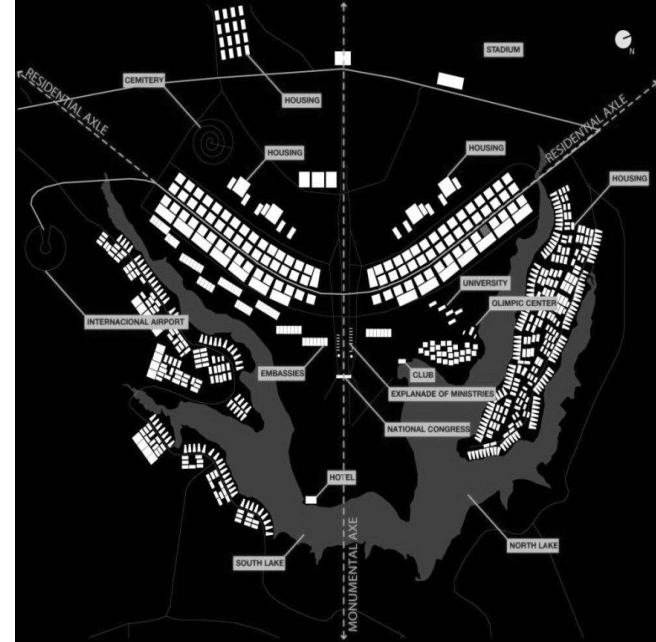 STADIUM
N
RESIDENTIAL AXLE
CEMITERY
HOUSING
RESIDENTIAL AXLE
HOUSING
HOUSING
HOUSING
UNIVERSITY
OLIMPIC CENTER
INTERNACIONAL AIRPORT
EMBASSIES
CLUB
EXPLANADE OF MINISTRIES
NATIONAL CONGRESS
HOTEL
MONUMENTAL AXE
NORTH LAKE
SOUTH LAKE